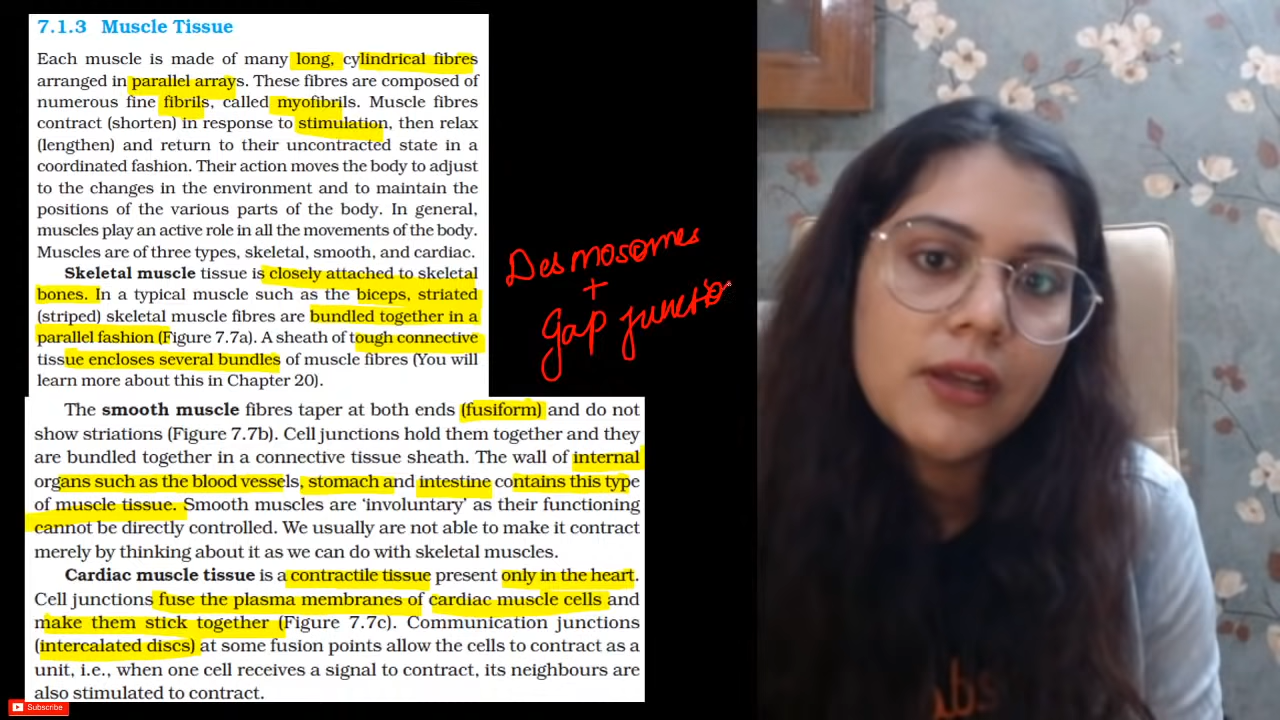 7.1.3 Muscle Tissue
Each muscle is made of many long, cylindrical fibres
arranged in parallel arrays. These fibres are composed of
numerous fine fibrils, called myofibrils. Muscle fibres
contract (shorten) in response to stimulation, then relax
(lengthen) and return to their uncontracted state in a
coordinated fashion. Their action moves the body to adjust
to the changes in the environment and to maintain the
positions of the various parts of the body. In general,
muscles play an active role in all the movements of the body.
Muscles are of three types, skeletal, smooth, and cardiac.
Skeletal muscle tissue is closely attached to skeletal
bones. In a typical muscle such as the biceps, striated
(striped) skeletal muscle fibres are bundled together in a
parallel fashion (Figure 7.7a). A sheath of tough connective
tissue encloses several bundles of muscle fibres (You will
learn more about this in Chapter 20).
The smooth muscle fibres taper at both ends (fusiform) and do not
show striations (Figure 7.7b). Cell junctions hold them together and they
are bundled together in a connective tissue sheath. The wall of internal
organs such as the blood vessels, stomach and intestine contains this type
of muscle tissue. Smooth muscles are ‘involuntary’ as their functioning
cannot be directly controlled. We usually are not able to make it contract
merely by thinking about it as we can do with skeletal muscles.
Cardiac muscle tissue is a contractile tissue present only in the heart.
Cell junctions fuse the plasma membranes of cardiac muscle cells and
make them stick together (Figure 7.7c). Communication junctions
(intercalated discs) at some fusion points allow the cells to contract as a
unit, i.e., when one cell receives a signal to contract, its neighbours are
also stimulated to contract.
Desmosomes
+
Gap junctio
Subscribe